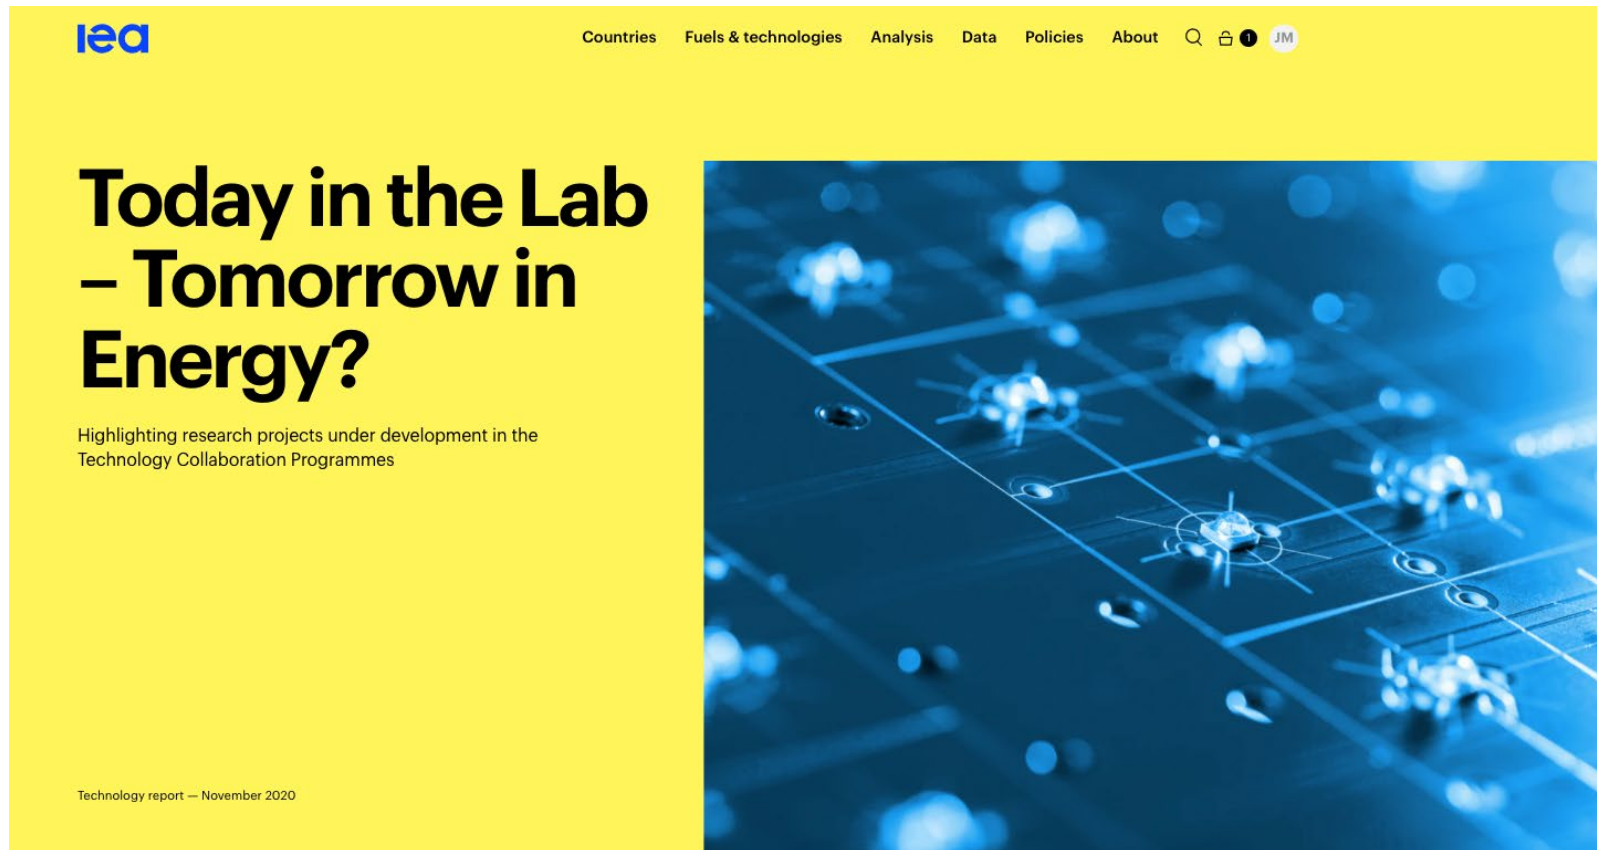 iea
Countries Fuels & technologies Analysis Data Policies About 1 JM
Today in the Lab
– Tomorrow in
Energy?
Highlighting research projects under development in the
Technology Collaboration Programmes
Technology report — November 2020